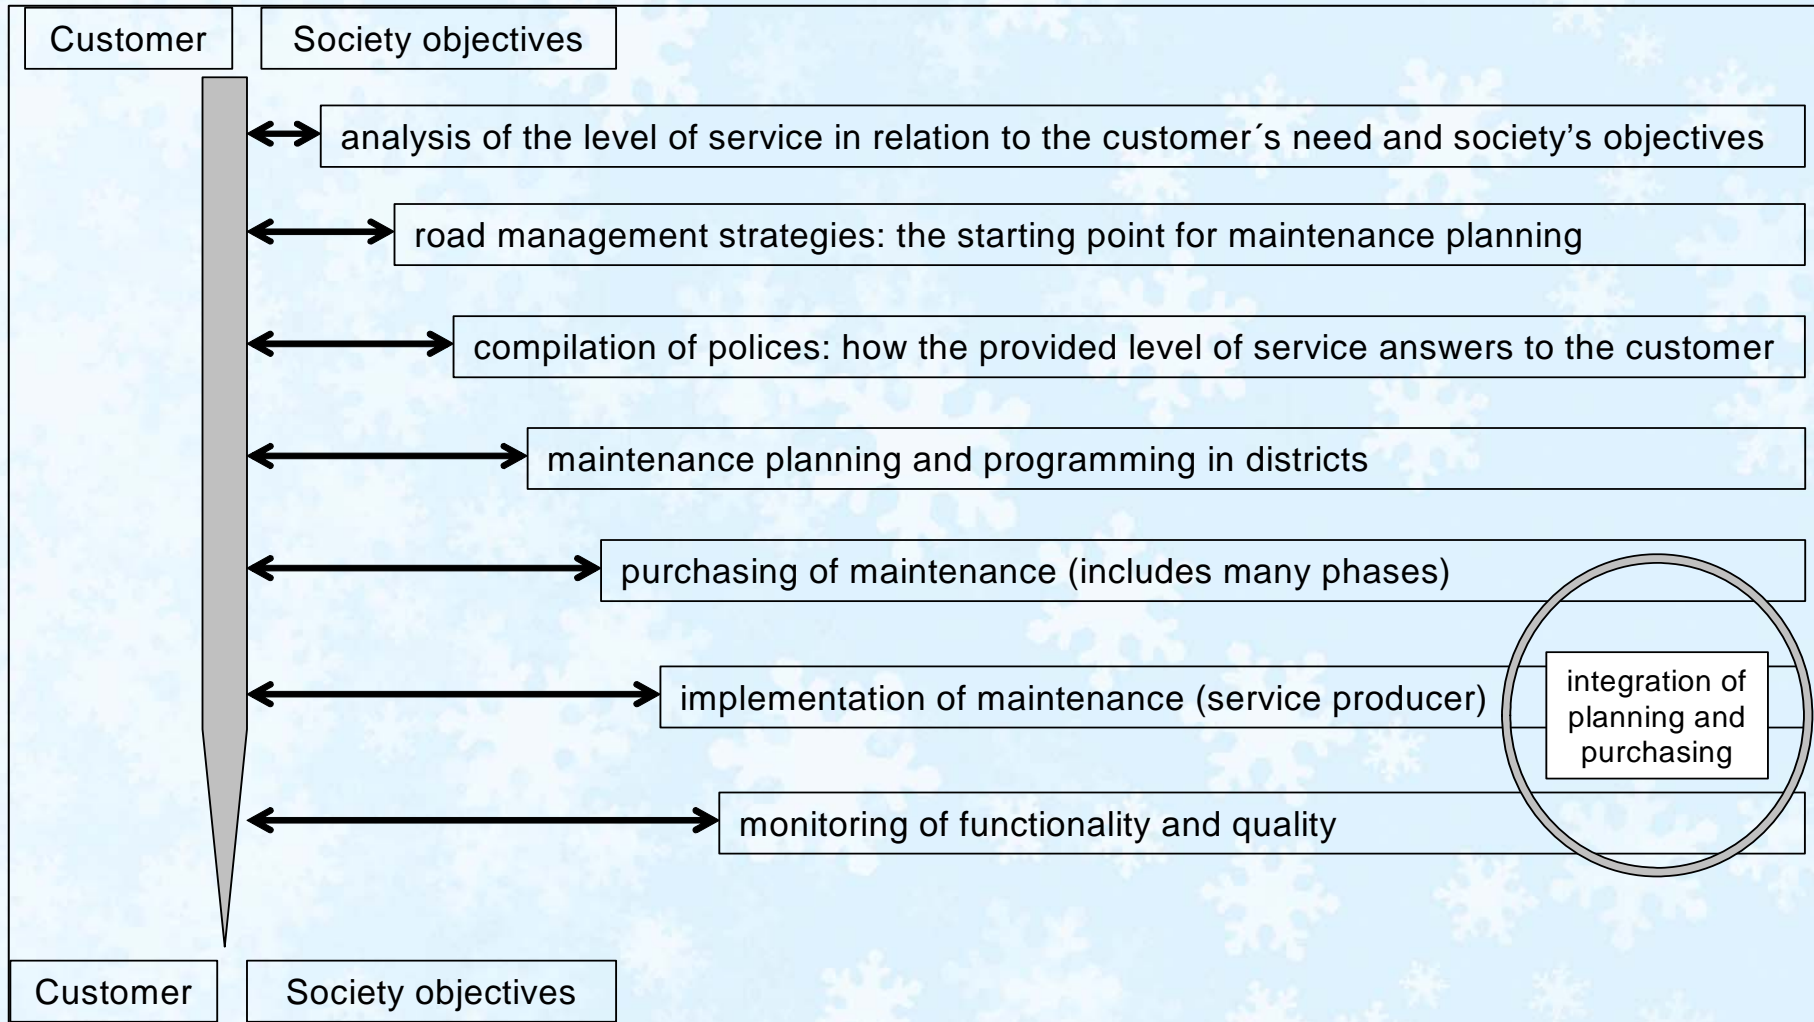 Customer
Society objectives
analysis of the level of service in relation to the customer´s need and society’s objectives
road management strategies: the starting point for maintenance planning
compilation of polices: how the provided level of service answers to the customer
maintenance planning and programming in districts
purchasing of maintenance (includes many phases)
implementation of maintenance (service producer)
integration of
planning and
purchasing
monitoring of functionality and quality
Customer
Society objectives